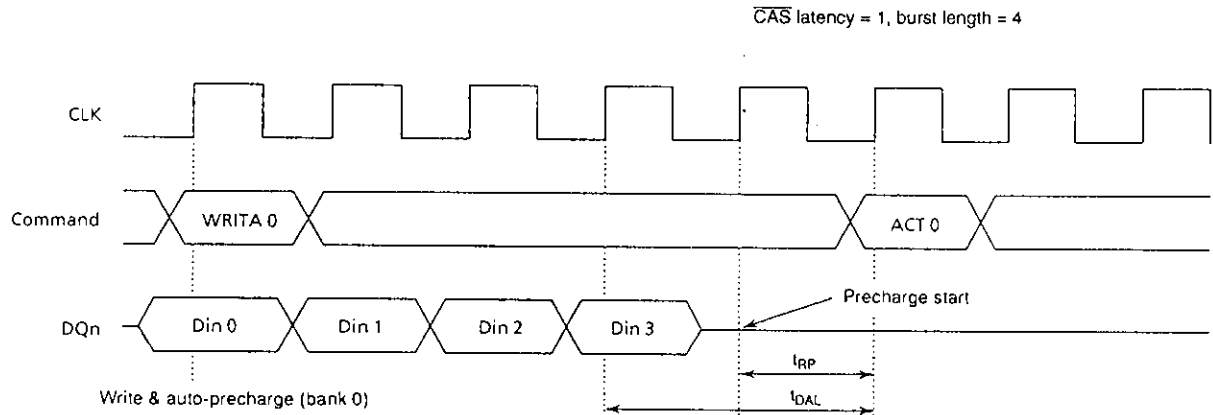 CAS latency = 1, burst length = 4
CLK
Command
WRITA 0
ACT 0
Precharge start
DQn
Din 0
Din 1
Din 2
Din 3
tRP
Write & auto-precharge (bank 0)
tDAL